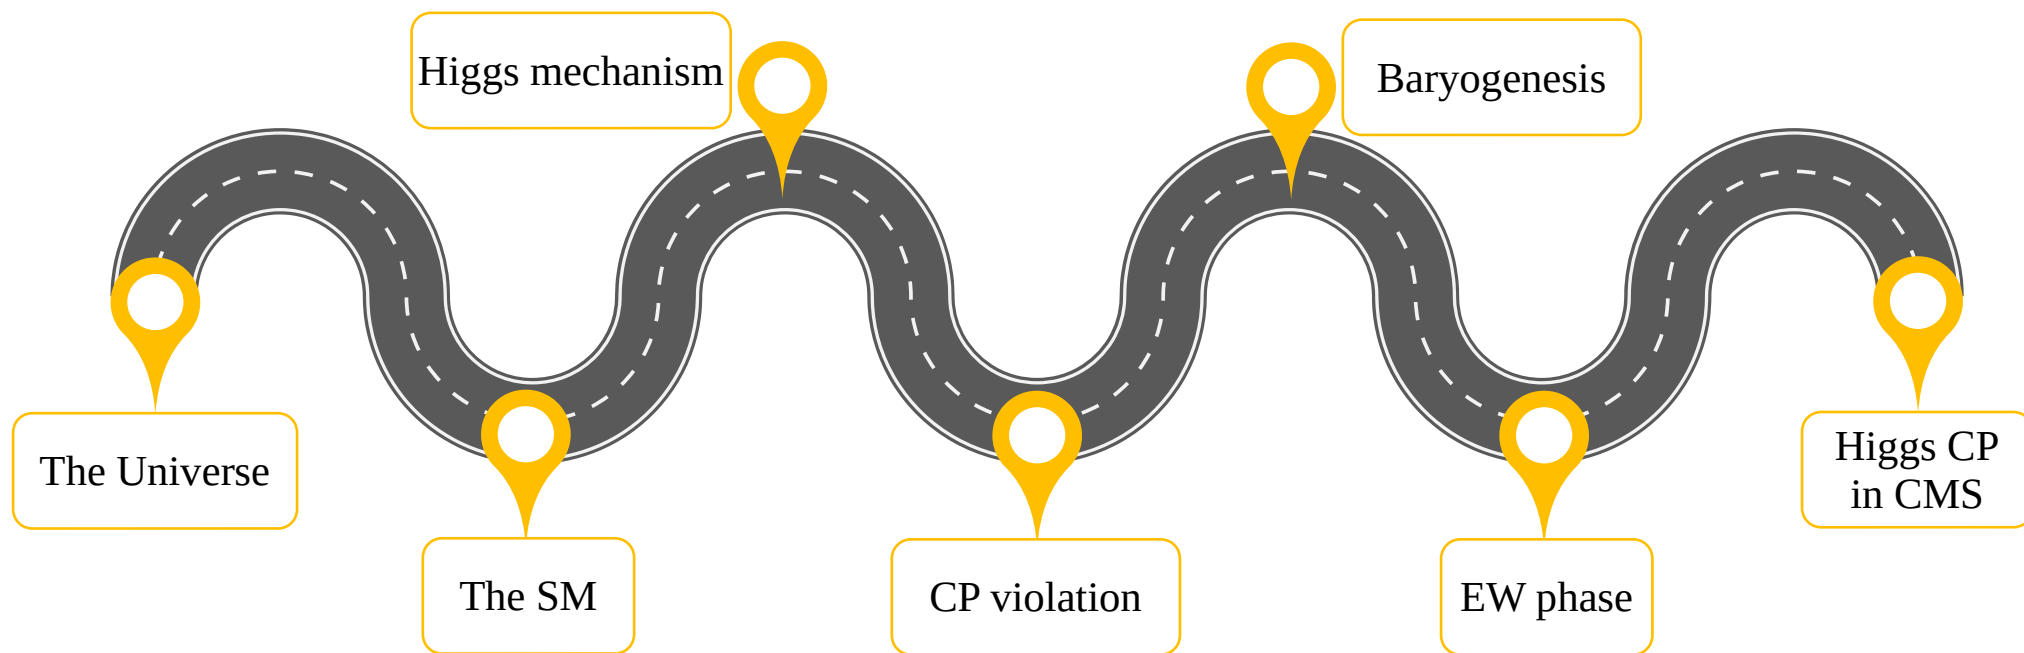 The Universe
The SM
Higgs mechanism
CP violation
Baryogenesis
EW phase
Higgs CP
in CMS